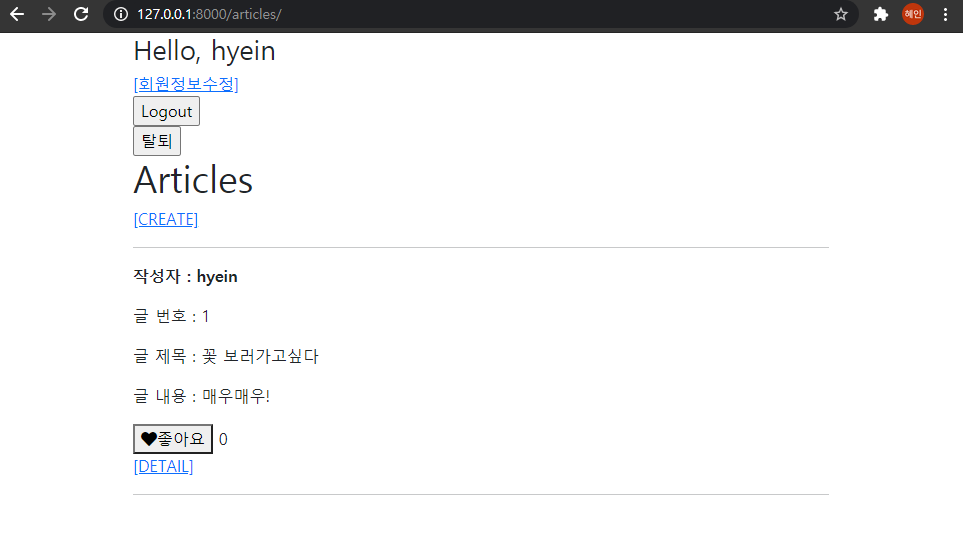 127.0.0.1:8000/articles/
혜인
Hello, hyein
[회원정보수정]
Logout
탈퇴
Articles
[CREATE]
작성자 : hyein
글 번호 : 1
글 제목 : 꽃 보러가고싶다
글 내용 : 매우매우!
좋아요 0
[DETAIL]